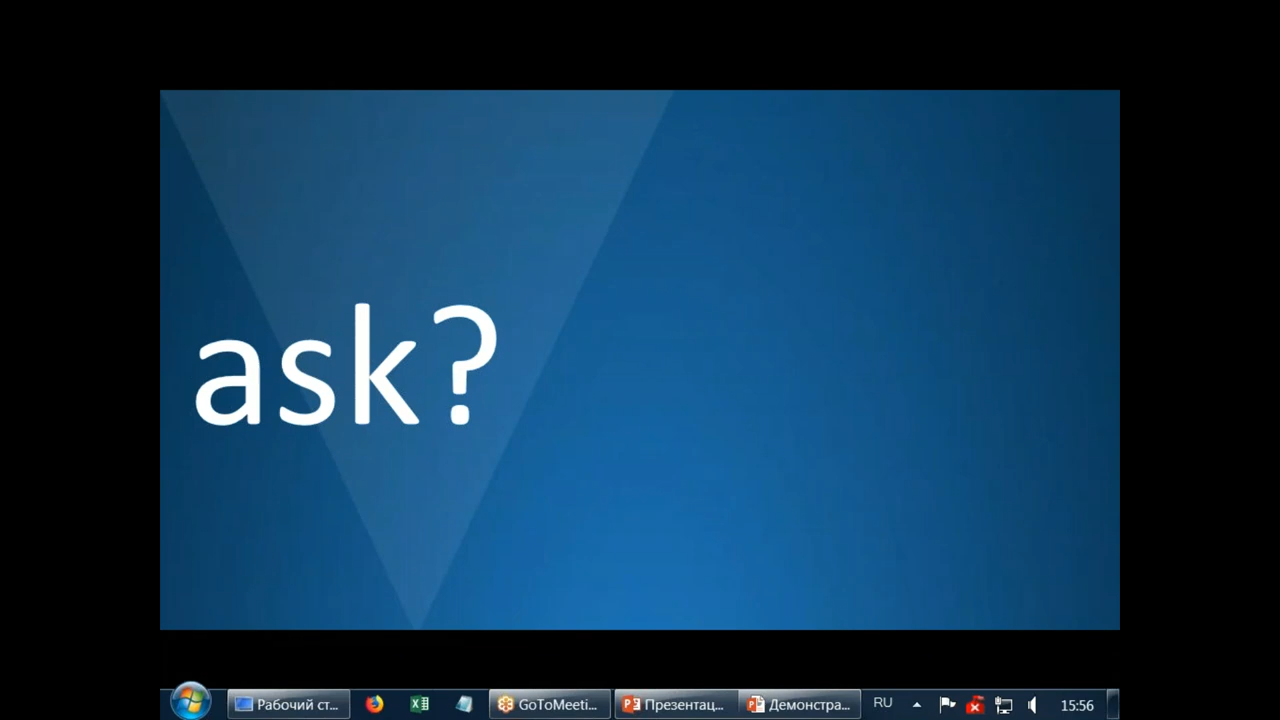 ask?
Рабочий ст...
GoToMeeti...
Презентац...
Демонстра...
RU
15:56